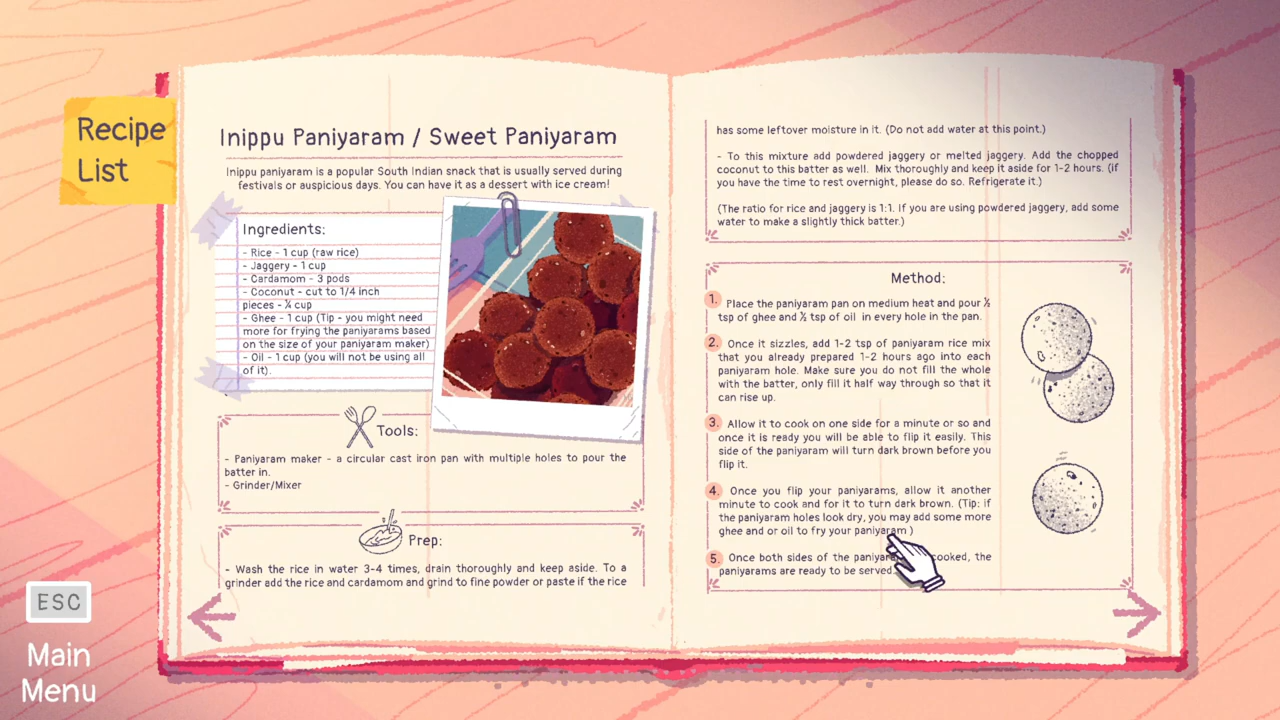 Recipe
List
Inippu Paniyaram / Sweet Paniyaram
Inippu paniyaram is a popular South Indian snack that is usually served during
festivals or auspicious days. You can have it as a dessert with ice cream!
Ingredients:
- Rice - 1 cup (raw rice)
- Jaggery - 1 cup
- Cardamom - 3 pods
- Coconut - cut to 1/4 inch
pieces - ¼ cup
- Ghee - 1 cup (Tip - you might need
more for frying the paniyarams based
on the size of your paniyaram maker)
- Oil - 1 cup (you will not be using all
of it).
Tools:
- Paniyaram maker - a circular cast iron pan with multiple holes to pour the
batter in.
- Grinder/Mixer
Prep:
- Wash the rice in water 3-4 times, drain thoroughly and keep aside. To a
grinder add the rice and cardamom and grind to fine powder or paste if the rice
has some leftover moisture in it. (Do not add water at this point.)
- To this mixture add powdered jaggery or melted jaggery. Add the chopped
coconut to this batter as well. Mix thoroughly and keep it aside for 1-2 hours. (if
you have the time to rest overnight, please do so. Refrigerate it.)
(The ratio for rice and jaggery is 1:1. If you are using powdered jaggery, add some
water to make a slightly thick batter.)
Method:
1. Place the paniyaram pan on medium heat and pour ½
tsp of ghee and ½ tsp of oil in every hole in the pan.
2. Once it sizzles, add 1-2 tsp of paniyaram rice mix
that you already prepared 1-2 hours ago into each
paniyaram hole. Make sure you do not fill the whole
with the batter, only fill it half way through so that it
can rise up.
3. Allow it to cook on one side for a minute or so and
once it is ready you will be able to flip it easily. This
side of the paniyaram will turn dark brown before you
flip it.
4. Once you flip your paniyarams, allow it another
minute to cook and for it to turn dark brown. (Tip: if
the paniyaram holes look dry, you may add some more
ghee and or oil to fry your paniyaram )
5. Once both sides of the cooked, the
paniyarams are ready to be served.
ESC
Main
Menu